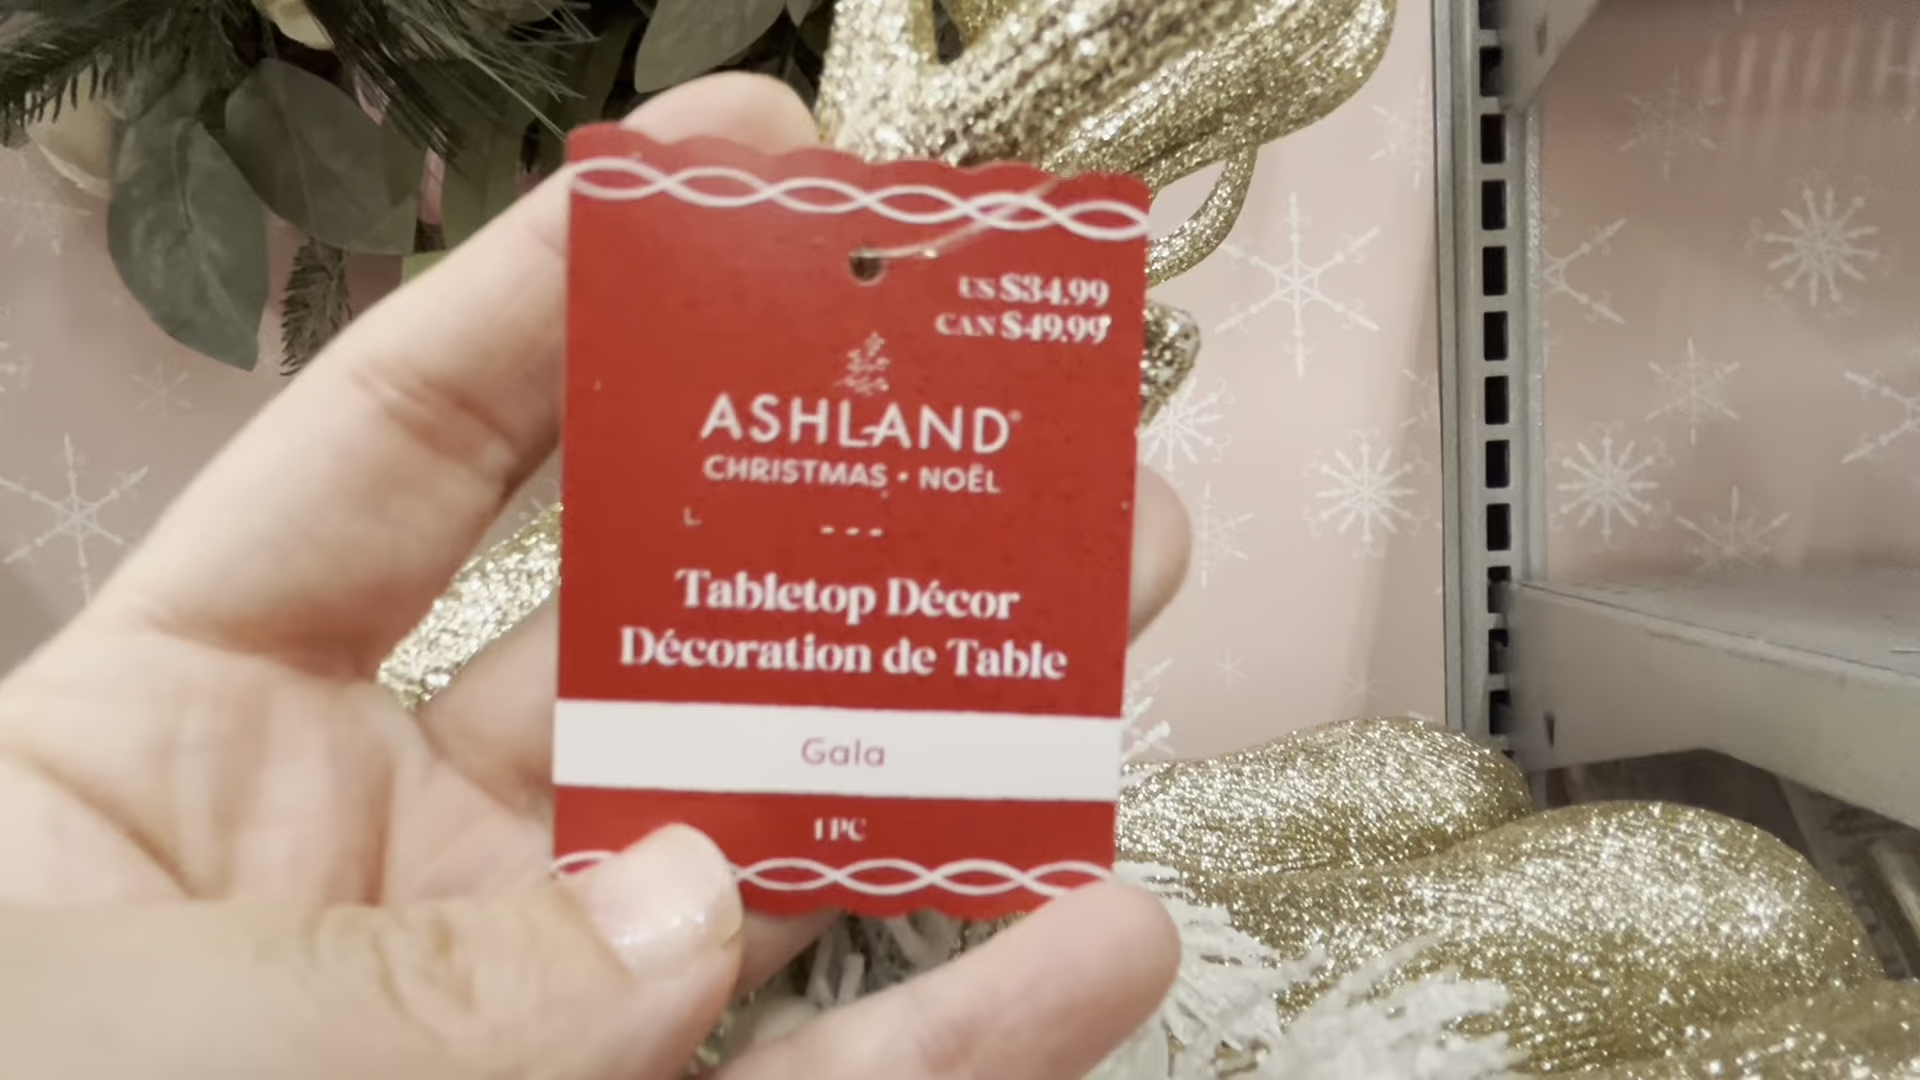 US $34.99
CAN $49.99
ASHLAND®
CHRISTMAS • NOËL
Tabletop Décor
Décoration de Table
Gala
1 PC